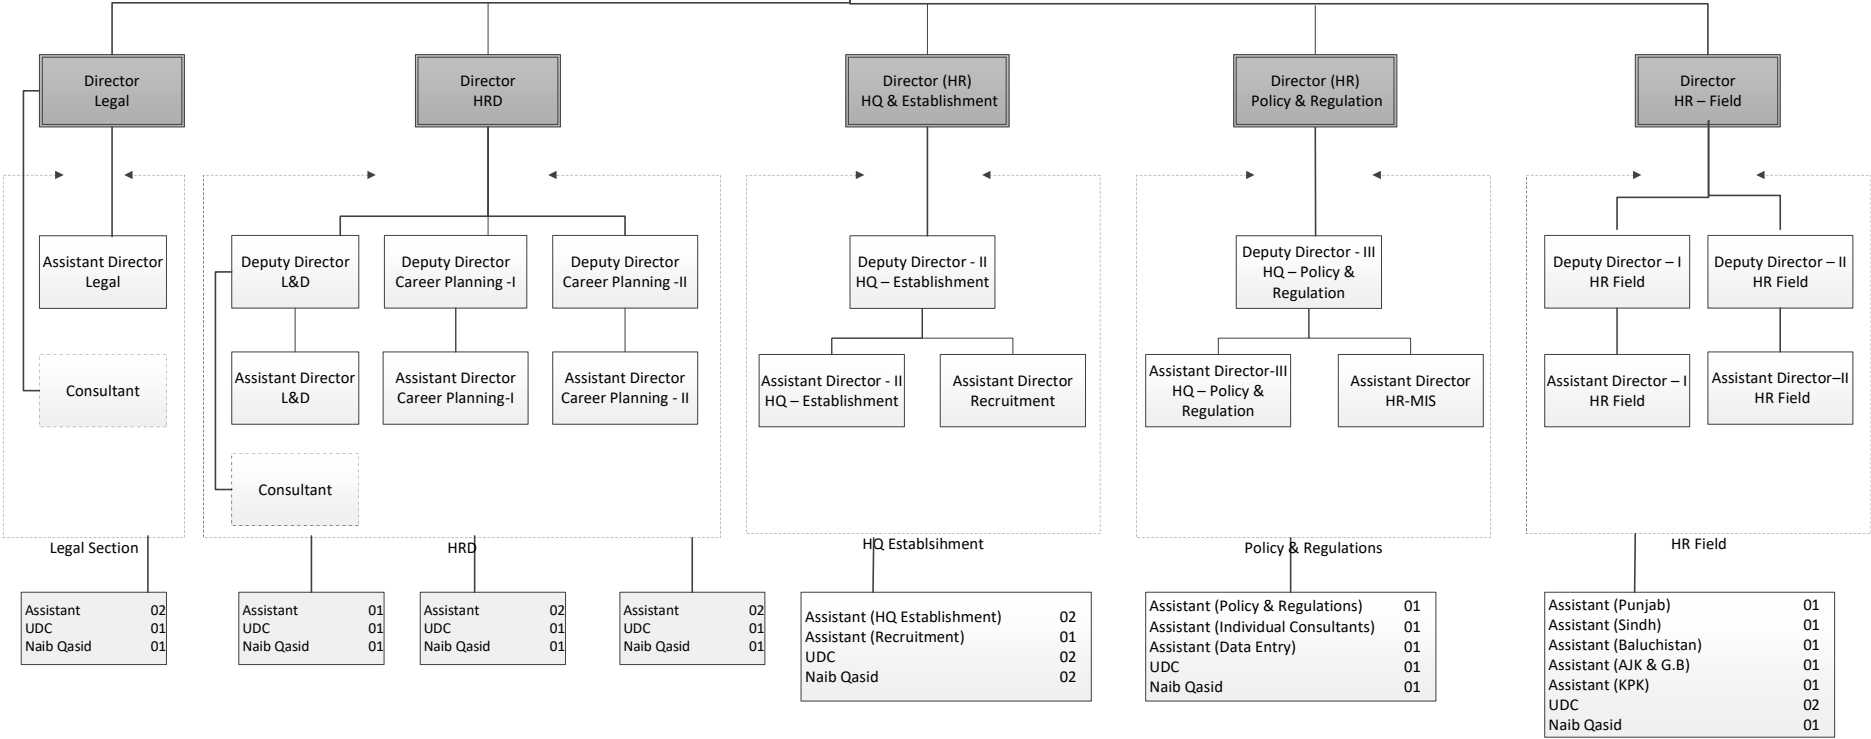 Director
Legal
Director
HRD
Director (HR)
HQ & Establishment
Director (HR)
Policy & Regulation
Director
HR – Field
Assistant Director
Legal
Deputy Director
L&D
Deputy Director
Career Planning -I
Deputy Director
Career Planning -II
Deputy Director - II
HQ – Establishment
Deputy Director - III
HQ – Policy &
Regulation
Deputy Director – I
HR Field
Deputy Director – II
HR Field
Consultant
Assistant Director
L&D
Assistant Director
Career Planning-I
Assistant Director
Career Planning - II
Assistant Director - II
HQ – Establishment
Assistant Director
Recruitment
Assistant Director-III
HQ – Policy &
Regulation
Assistant Director
HR-MIS
Assistant Director – I
HR Field
Assistant Director–II
HR Field
Consultant
Legal Section
HRD
HQ Establsihment
Policy & Regulations
HR Field
Assistant 02
UDC 01
Naib Qasid 01
Assistant 01
UDC 01
Naib Qasid 01
Assistant 02
UDC 01
Naib Qasid 01
Assistant 02
UDC 01
Naib Qasid 01
Assistant (HQ Establishment) 02
Assistant (Recruitment) 01
UDC 02
Naib Qasid 02
Assistant (Policy & Regulations) 01
Assistant (Individual Consultants) 01
Assistant (Data Entry) 01
UDC 01
Naib Qasid 01
Assistant (Punjab) 01
Assistant (Sindh) 01
Assistant (Baluchistan) 01
Assistant (AJK & G.B) 01
Assistant (KPK) 01
UDC 02
Naib Qasid 01